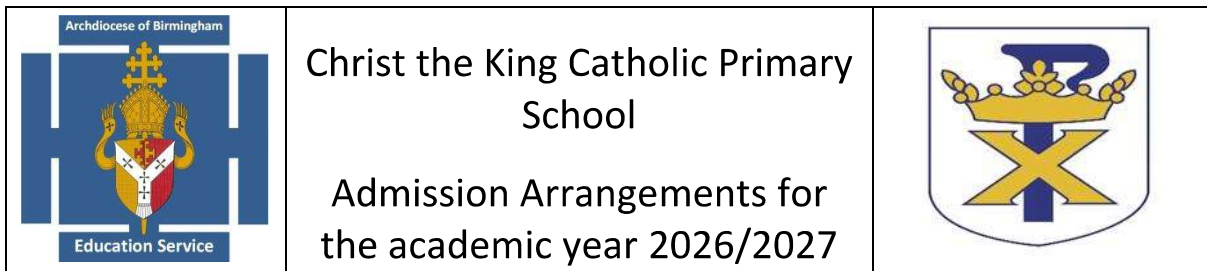 Archdiocese of Birmingham
Education Service
Christ the King Catholic Primary
School
Admission Arrangements for
the academic year 2026/2027